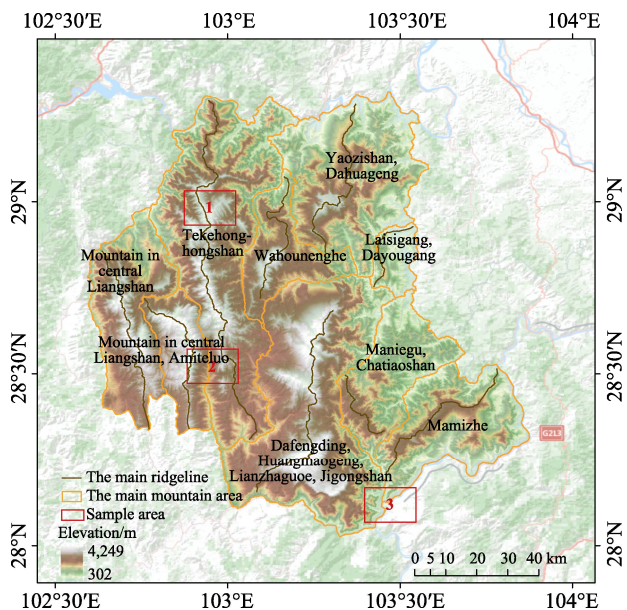 102°30′E 103°E 103°30′E 104°E
29°N
28°30′N
28°N
29°N
28°30′N
28°N
Yaozishan,
Dahuageng
1
Tekehong-
hongshan
Wahounenghe
Laisigang,
Dayougang
Mountain in
central
Liangshan
Mountain in central
Liangshan, Amiteluo
2
Maniegu,
Chatiaoshan
Mamizhe
G213
Dafengding,
Huangmaogeng,
Lianzhaguoe, Jigongshan
3
The main ridgeline
The main mountain area
Sample area
Elevation/m
4,249
302
0 5 10 20 30 40 km
102°30′E 103°E 103°30′E 104°E